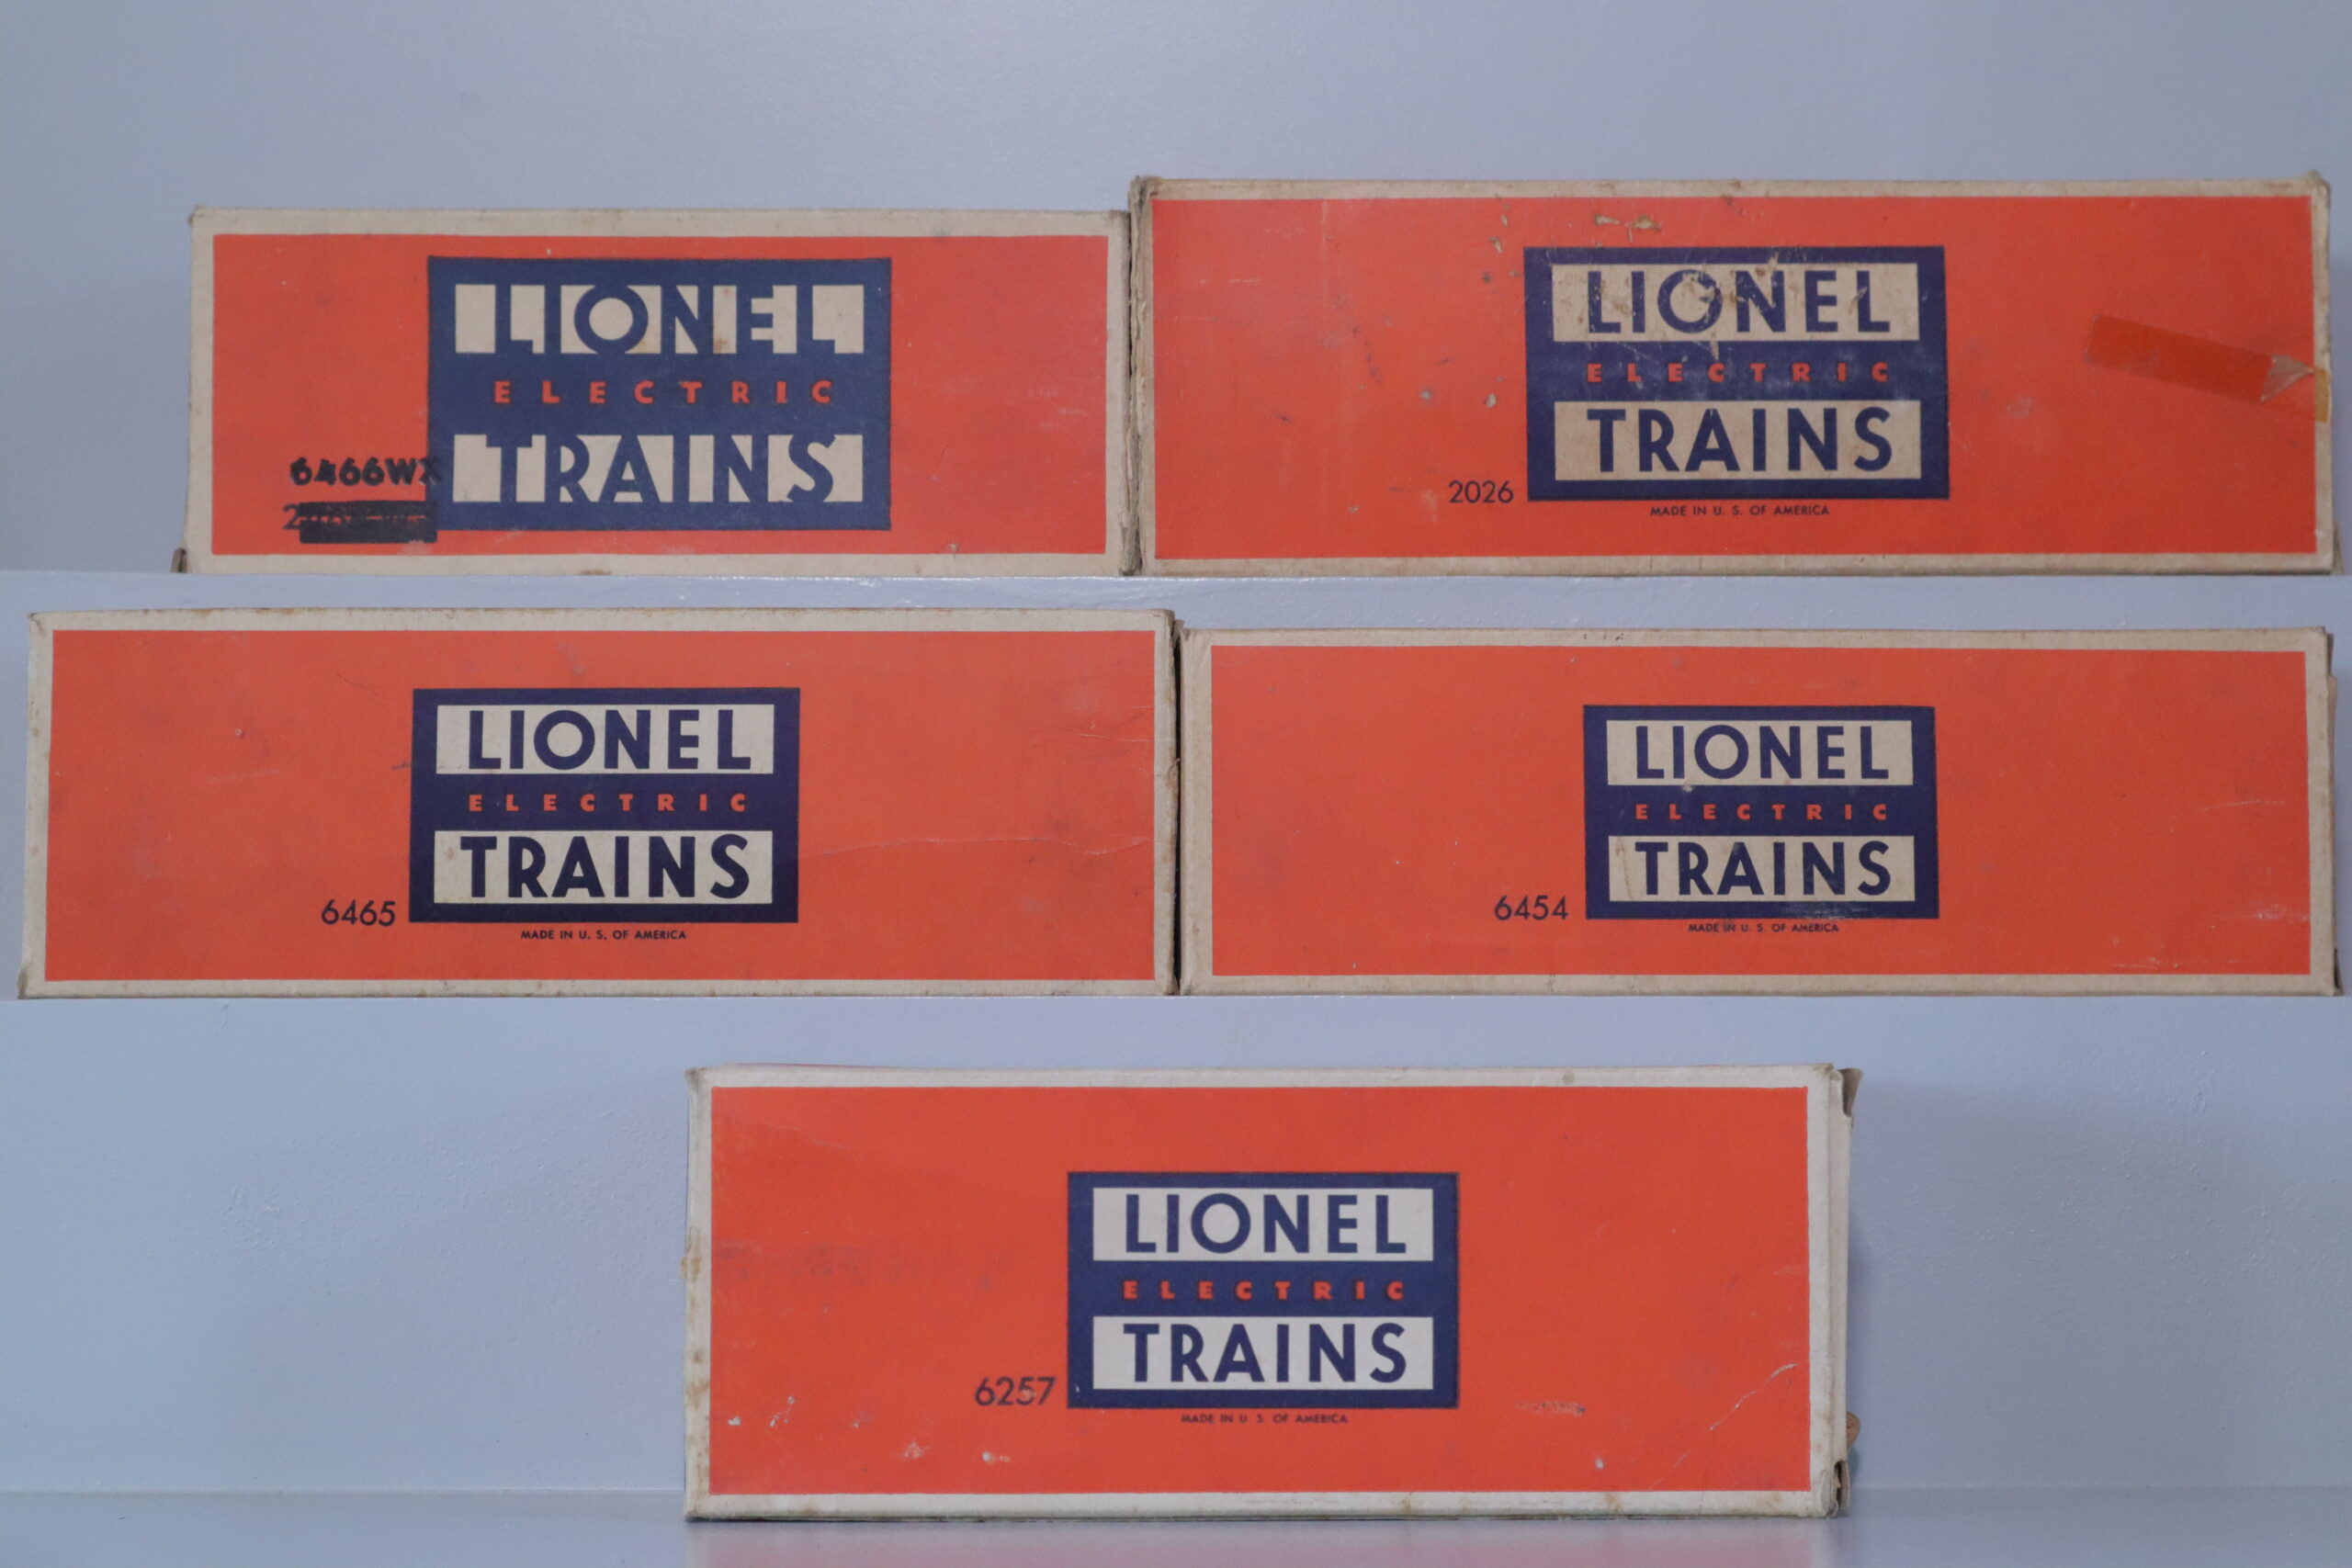 LIONEL
ELECTRIC
TRAINS
6466WX
2
LIONEL
ELECTRIC
TRAINS
2026
MADE IN U. S. OF AMERICA
LIONEL
ELECTRIC
TRAINS
6465
MADE IN U. S. OF AMERICA
LIONEL
ELECTRIC
TRAINS
6454
MADE IN U. S. OF AMERICA
LIONEL
ELECTRIC
TRAINS
6257
MADE IN U. S. OF AMERICA